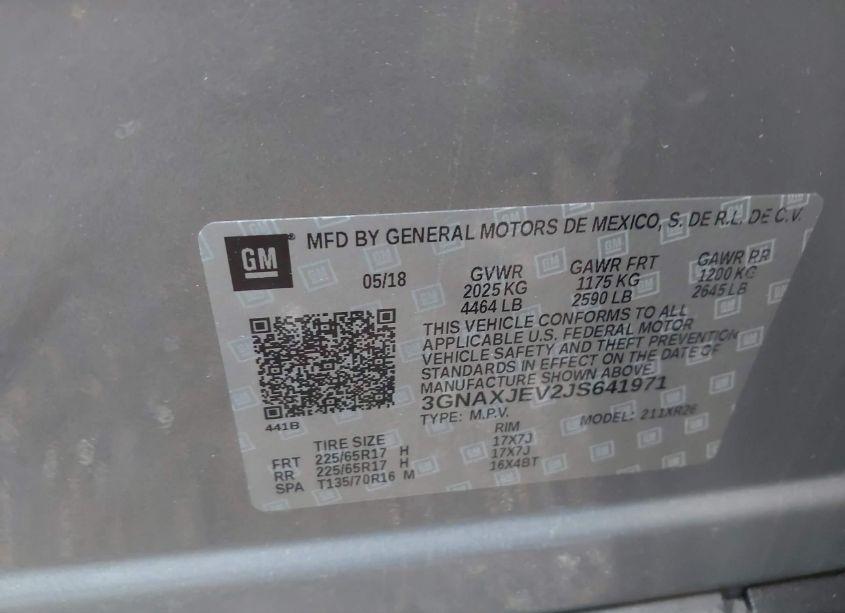 GM
MFD BY GENERAL MOTORS DE MEXICO, S. DE R.L. DE C.V.
05/18
GVWR GAWR FRT GAWR RR
2025 KG 1175 KG 1200 KG
4464 LB 2590 LB 2645 LB
THIS VEHICLE CONFORMS TO ALL
APPLICABLE U.S. FEDERAL MOTOR
VEHICLE SAFETY AND THEFT PREVENTION
STANDARDS IN EFFECT ON THE DATE OF
MANUFACTURE SHOWN ABOVE.
3GNAXJEV2JS641971
TYPE: M.P.V. MODEL: 211XR26
441B
TIRE SIZE RIM
FRT 225/65R17 H 17X7J
RR 225/65R17 H 17X7J
SPA T135/70R16 M 16X4BT